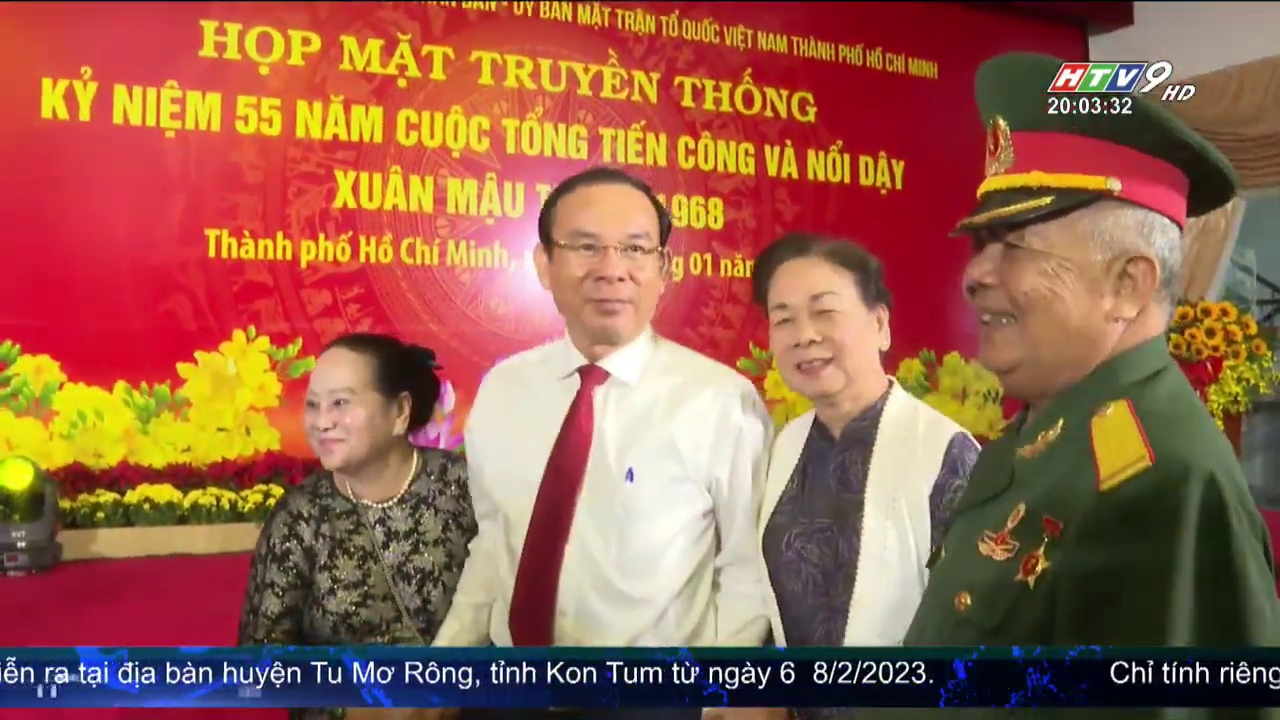 ỦY BAN MẶT TRẬN TỔ QUỐC VIỆT NAM THÀNH PHỐ HỒ CHÍ MINH
HỌP MẶT TRUYỀN THỐNG
KỶ NIỆM 55 NĂM CUỘC TỔNG TIẾN CÔNG VÀ NỔI DẬY
XUÂN MẬU 1968
Thành phố Hồ Chí Minh, 01 năm
HTV9 HD
20:03:32
ra tại địa bàn huyện Tu Mơ Rông, tỉnh Kon Tum từ ngày 6 8/2/2023. Chỉ tính riêng